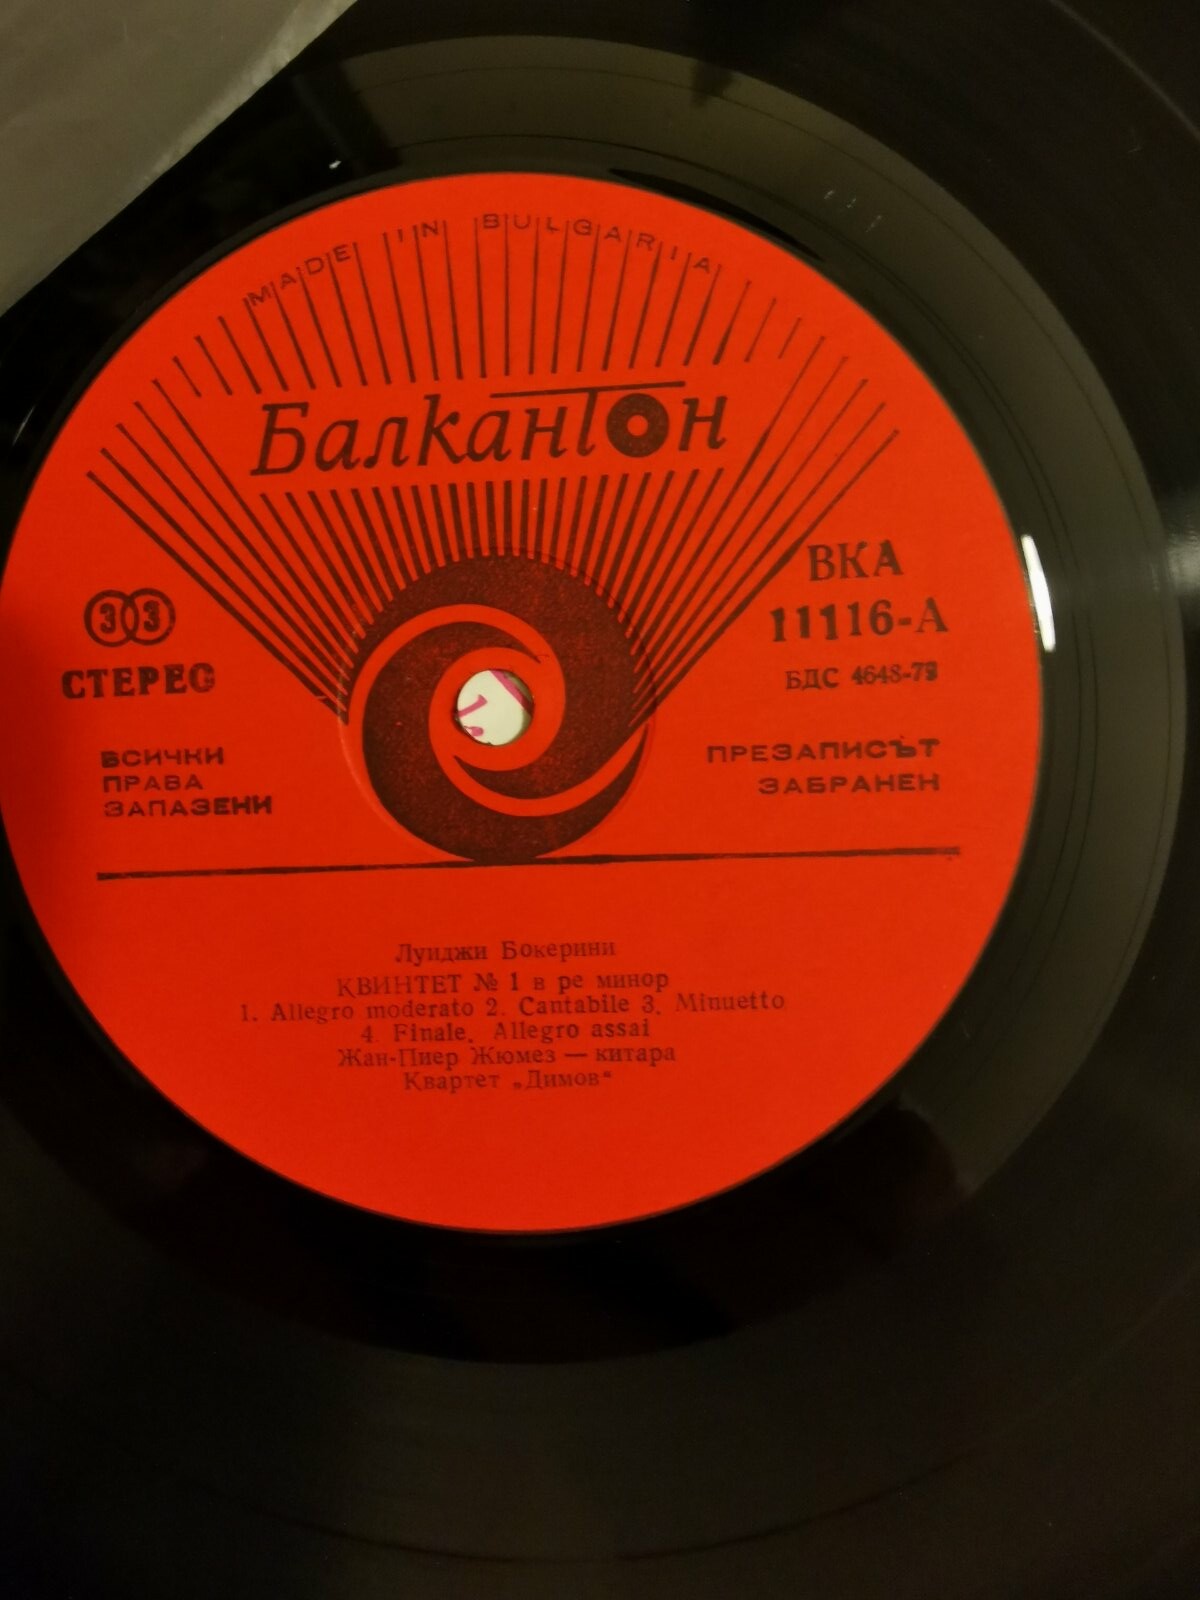 MADE IN BULGARIA
Балкантон
33
СТЕРЕО
ВКА
11116-А
БДС 4648-73
ВСИЧКИ
ПРАВА
ЗАПАЗЕНИ
ПРЕЗАПИСЪТ
ЗАБРАНЕН
Луиджи Бокерини
КВИНТЕТ № 1 в ре минор
1. Allegro moderato 2. Cantabile 3. Minuetto
4. Finale. Allegro assai
Жан-Пиер Жюмез — китара
Квартет „Димов“